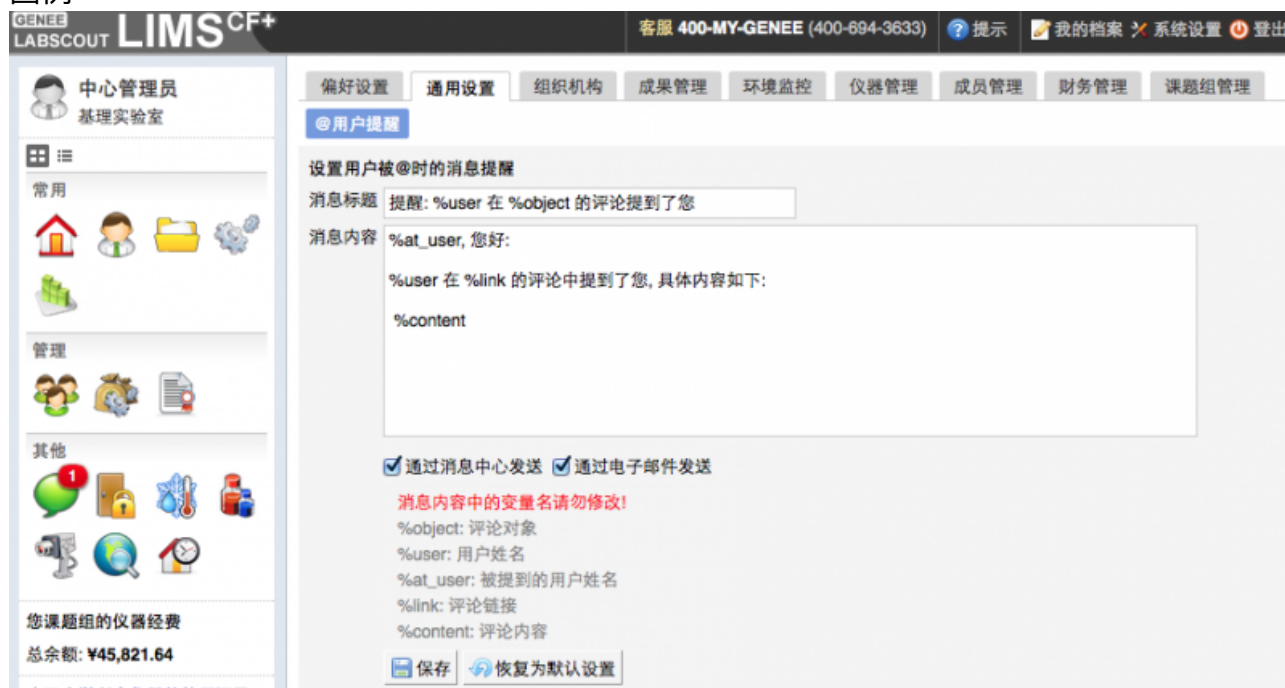 GENEE
LABSCOUT LIMS CF+
客服 400-MY-GENEE (400-694-3633) 提示 我的档案 系统设置 登出
中心管理员
基理实验室
常用
管理
其他
1
您课题组的仪器经费
总余额: ¥45,821.64
偏好设置 通用设置 组织机构 成果管理 环境监控 仪器管理 成员管理 财务管理 课题组管理
@用户提醒
设置用户被@时的消息提醒
消息标题 提醒: %user 在 %object 的评论提到了您
消息内容 %at_user, 您好:
%user 在 %link 的评论中提到了您, 具体内容如下:
%content
通过消息中心发送 通过电子邮件发送
消息内容中的变量名请勿修改!
%object: 评论对象
%user: 用户姓名
%at_user: 被提到的用户姓名
%link: 评论链接
%content: 评论内容
保存 恢复为默认设置